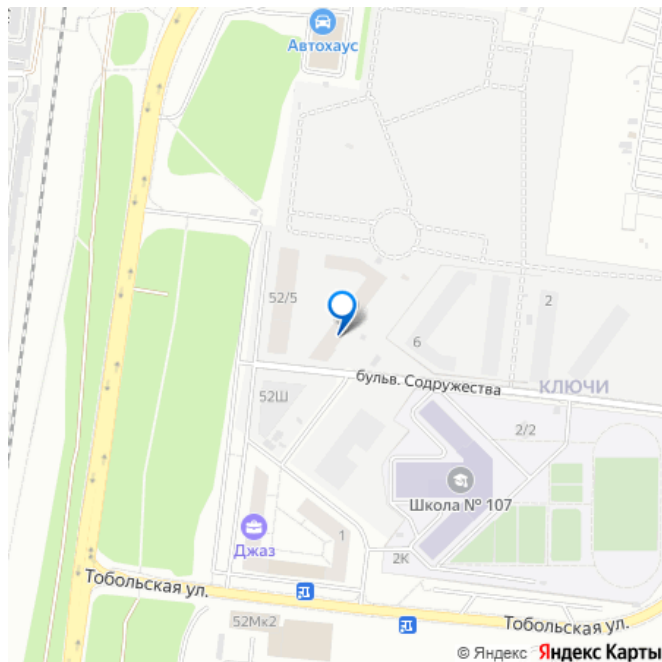 Автохаус
52/5
2
6
бульв. Содружества
КЛЮЧИ
52Ш
2/2
Школа № 107
Джаз
1
2К
Тобольская ул.
52Мк2
Тобольская ул.
© Яндекс Яндекс Карты